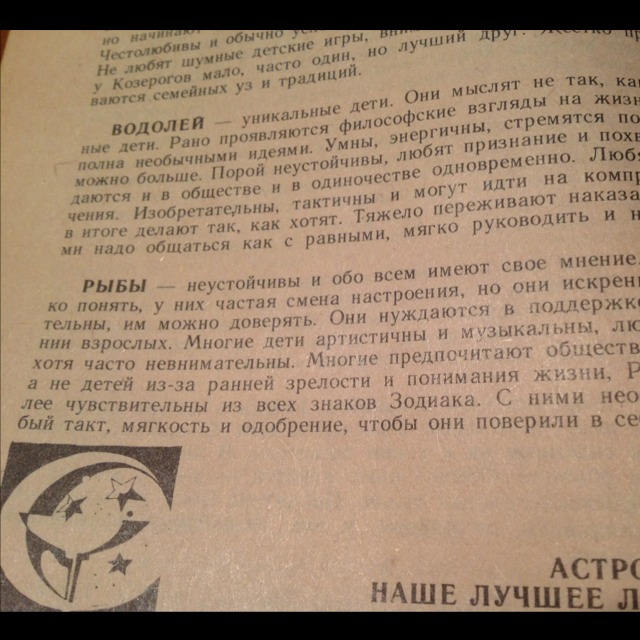 но начинают
Честолюбивы и обычно
Не любят шумные детские игры,
у Козерогов мало, часто один, но лучший друг. Жестко
ваются семейных уз и традиций.
ВОДОЛЕЙ — уникальные дети. Они мыслят не так,
ные дети. Рано проявляются философские взгляды на
полна необычными идеями. Умны, энергичны, стремятся
можно больше. Порой неустойчивы, любят признание и
даются и в обществе и в одиночестве одновременно.
чения. Изобретательны, тактичны и могут идти на
в итоге делают так, как хотят. Тяжело переживают
ми надо общаться как с равными, мягко руководить и
РЫБЫ — неустойчивы и обо всем имеют свое мнение.
ко понять, у них частая смена настроения, но они
тельны, им можно доверять. Они нуждаются в
нии взрослых. Многие дети артистичны и музыкальны,
хотя часто невнимательны. Многие предпочитают
а не детей из-за ранней зрелости и понимания жизни, Р
лее чувствительны из всех знаков Зодиака. С ними
бый такт, мягкость и одобрение, чтобы они поверили в
АСТРО
НАШЕ ЛУЧШЕЕ Л